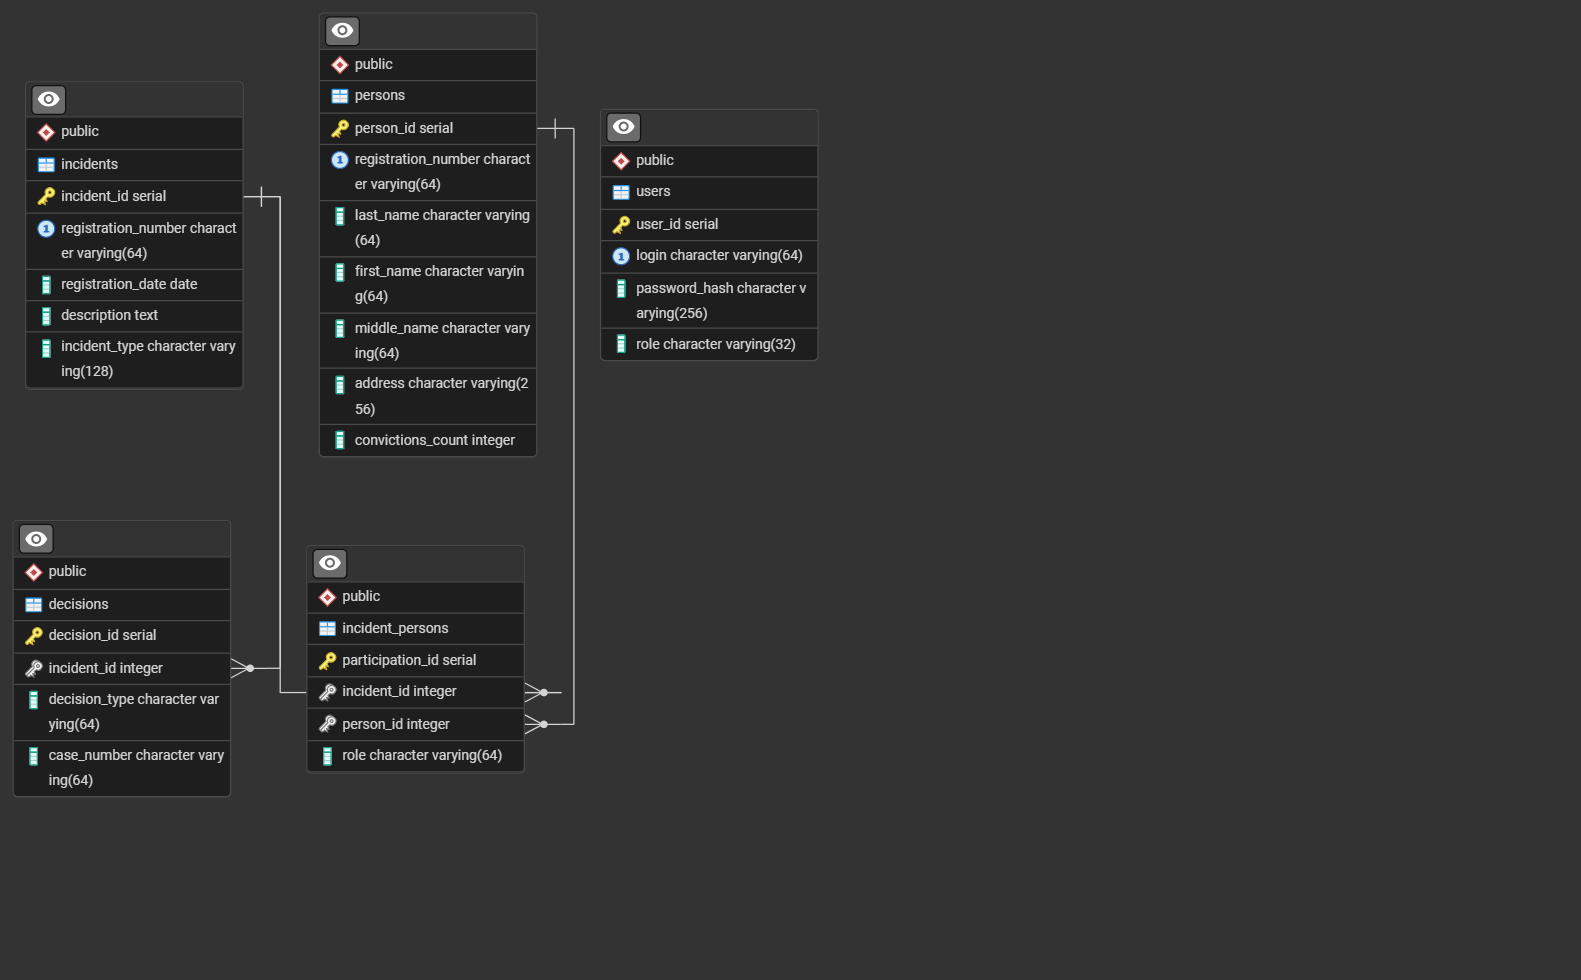 public
incidents
incident_id serial
1
registration_number charact
er varying(64)
registration_date date
description text
incident_type character vary
ing(128)
public
persons
person_id serial
1
registration_number charact
er varying(64)
last_name character varying
(64)
first_name character varyin
g(64)
middle_name character vary
ing(64)
address character varying(2
56)
convictions_count integer
public
users
user_id serial
1
login character varying(64)
password_hash character v
arying(256)
role character varying(32)
public
decisions
decision_id serial
incident_id integer
decision_type character var
ying(64)
case_number character vary
ing(64)
public
incident_persons
participation_id serial
incident_id integer
person_id integer
role character varying(64)